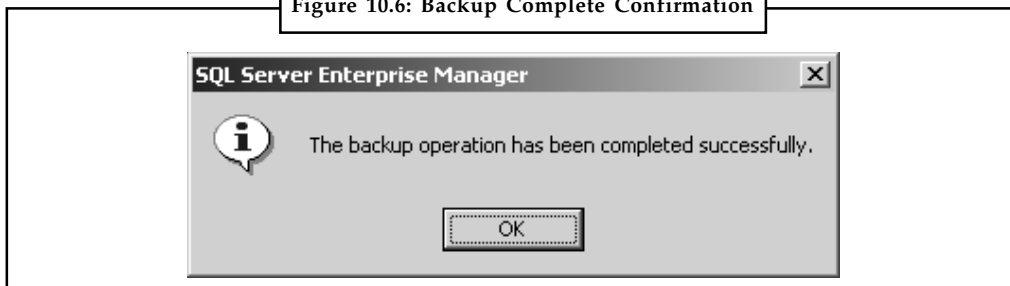 Figure 10.6: Backup Complete Confirmation
SQL Server Enterprise Manager
The backup operation has been completed successfully.
OK